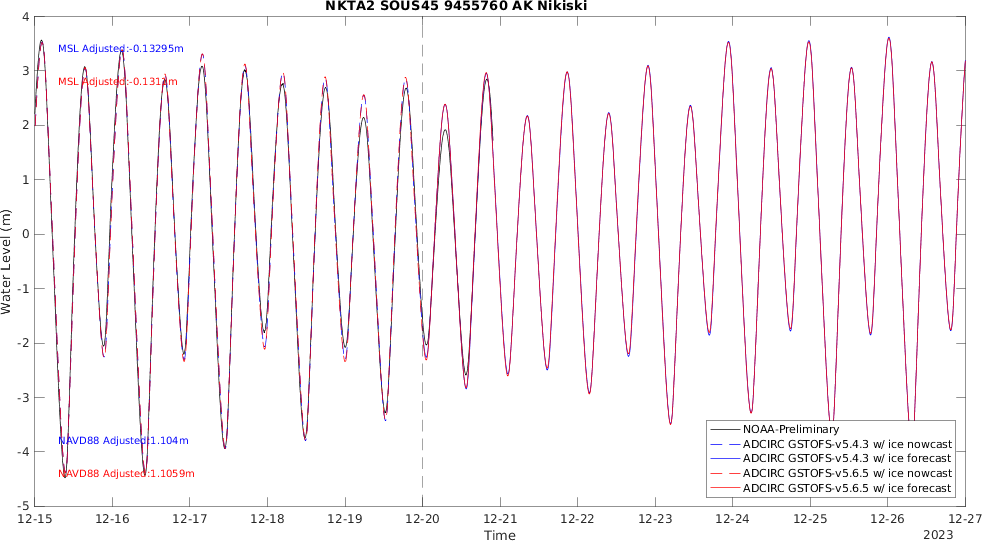 NKTA2 SOUS45 9455760 AK Nikiski
4
MSL Adjusted:-0.13295m
3
2
1
0
-1
-2
-3
-4
-5
NAVD88 Adjusted:1.104m
NAVD88 Adjusted:1.1059m
Water Level (m)
NOAA-Preliminary
ADCIRC GSTOFS-v5.4.3 w/ ice nowcast
ADCIRC GSTOFS-v5.4.3 w/ ice forecast
ADCIRC GSTOFS-v5.6.5 w/ ice nowcast
ADCIRC GSTOFS-v5.6.5 w/ ice forecast
12-15 12-16 12-17 12-18 12-19 12-20 12-21 12-22 12-23 12-24 12-25 12-26 12-27
Time
2023